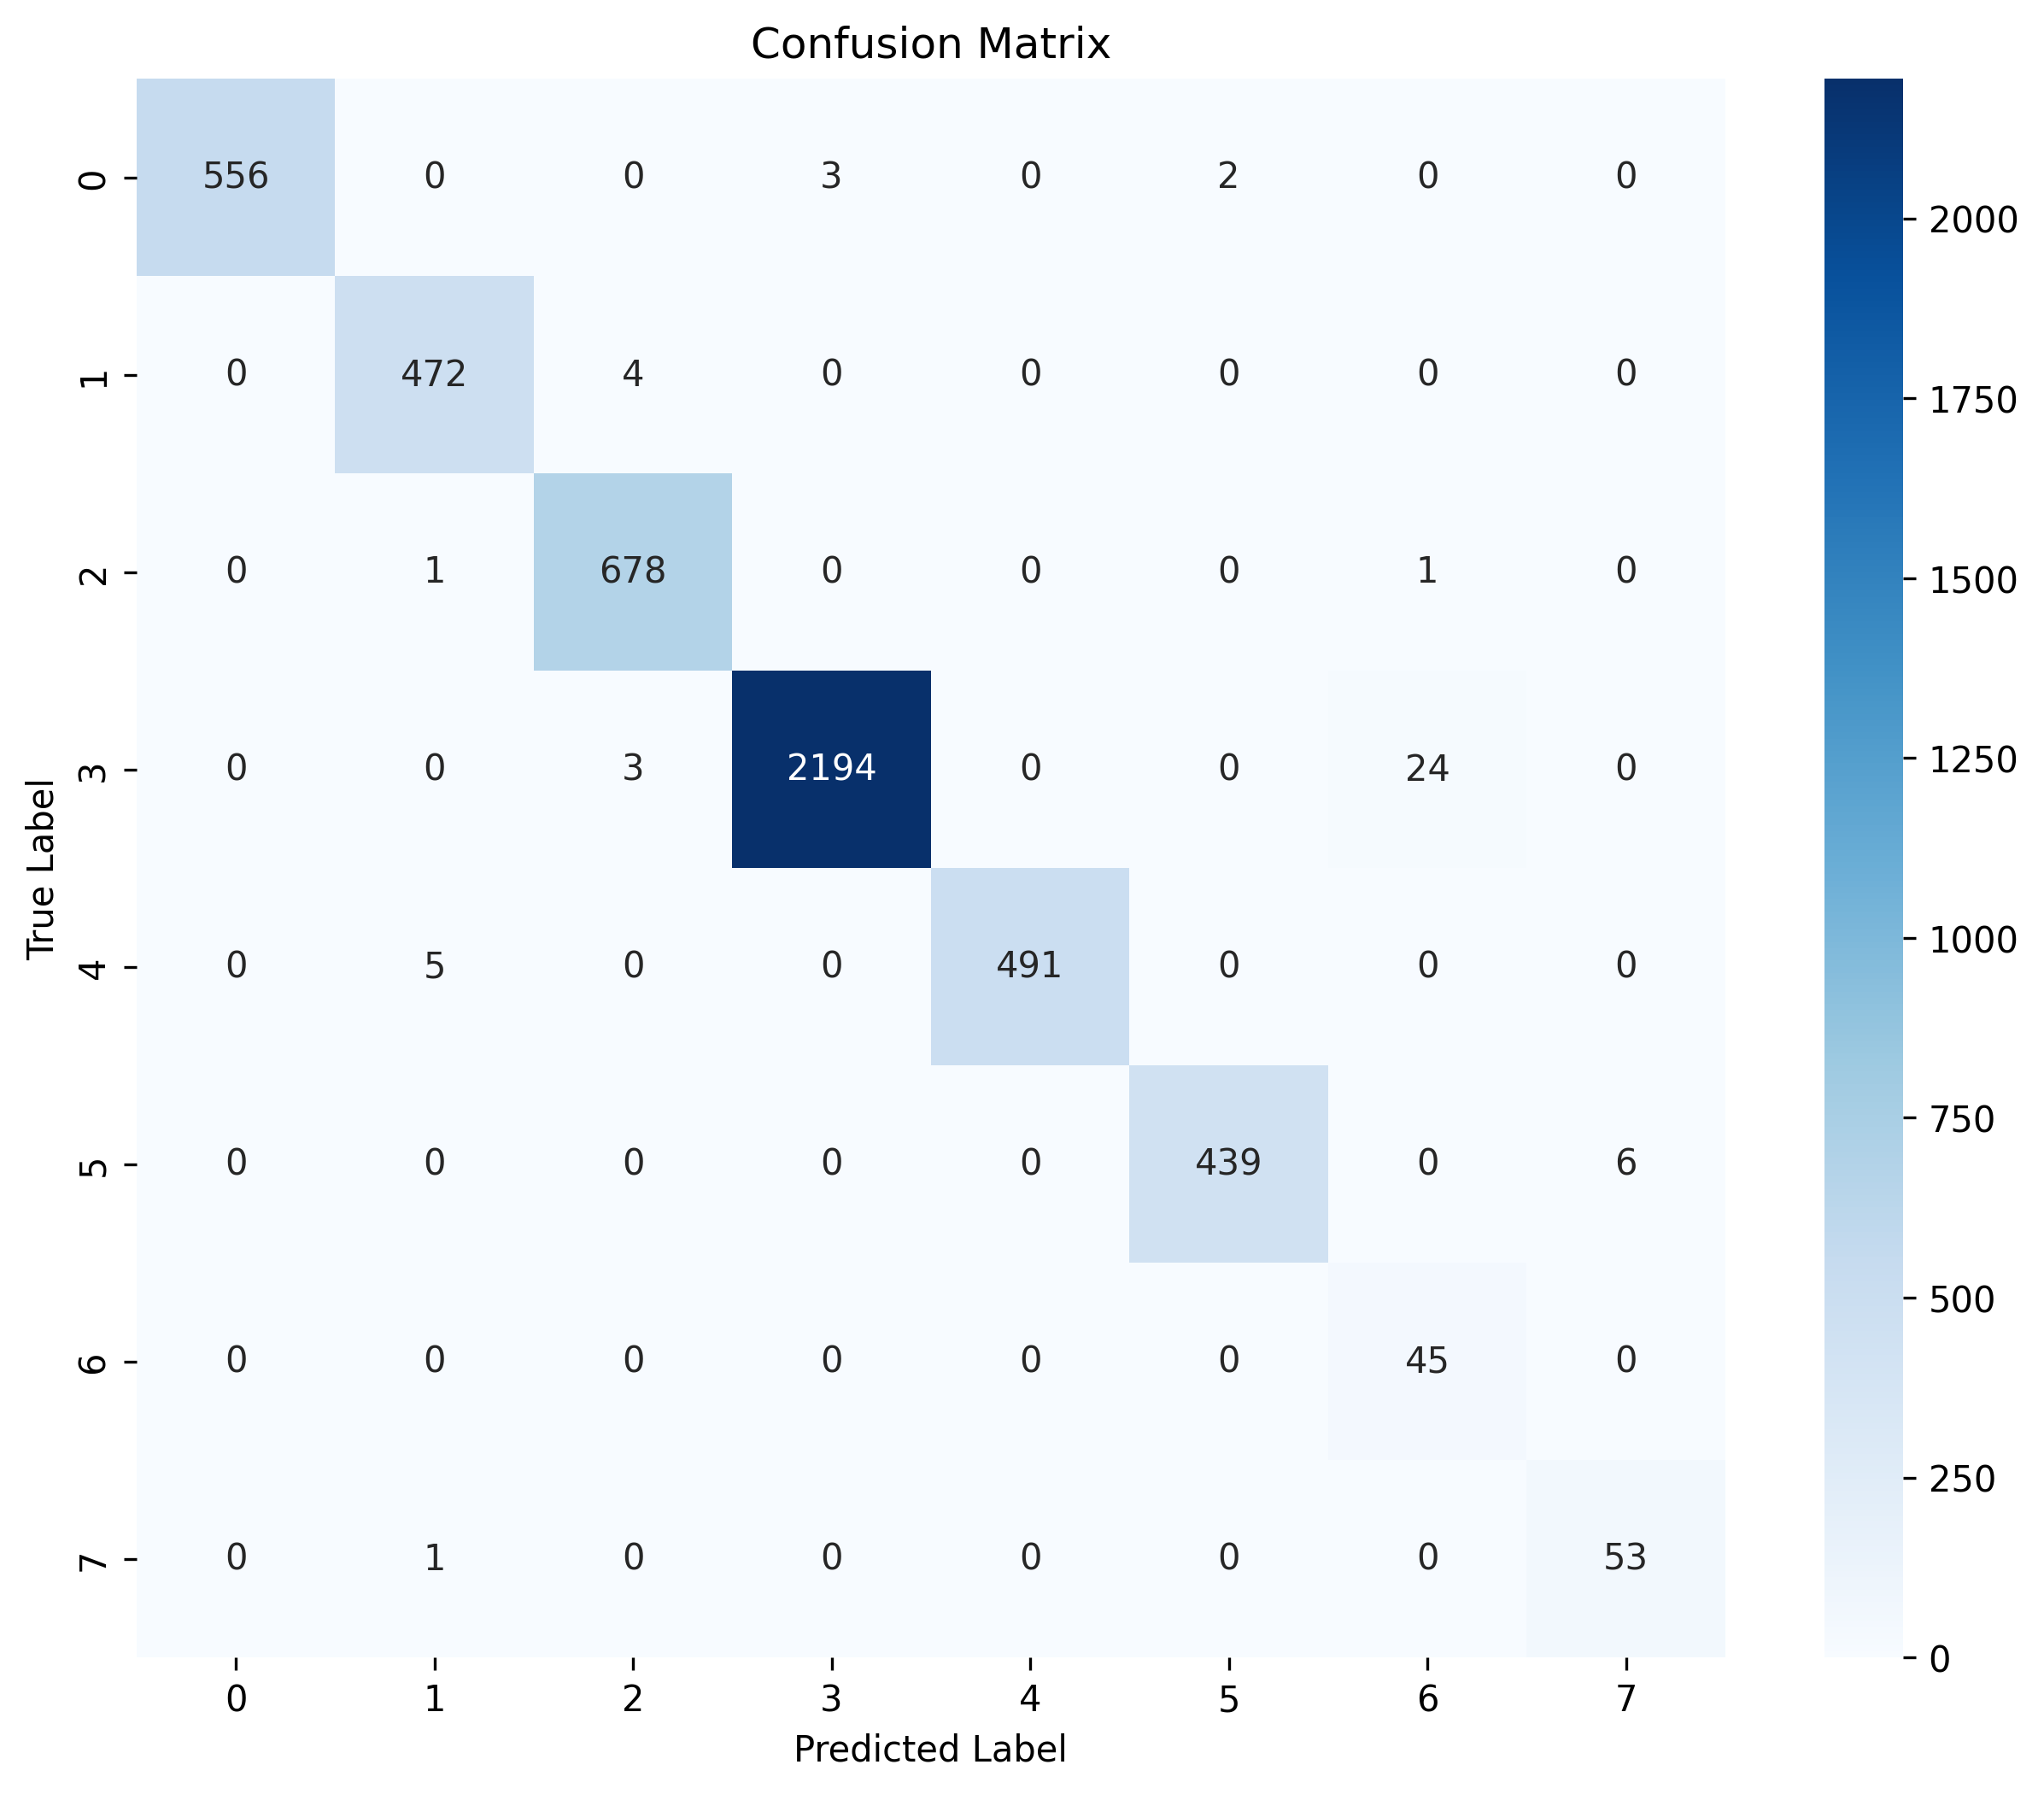 Confusion Matrix
0 556 0 0 3 0 2 0 0
1 0 472 4 0 0 0 0 0
2 0 1 678 0 0 0 1 0
3 0 0 3 2194 0 0 24 0
4 0 5 0 0 491 0 0 0
5 0 0 0 0 0 439 0 6
6 0 0 0 0 0 0 45 0
7 0 1 0 0 0 0 0 53
0 1 2 3 4 5 6 7
Predicted Label
True Label
2000
1750
1500
1250
1000
750
500
250
0